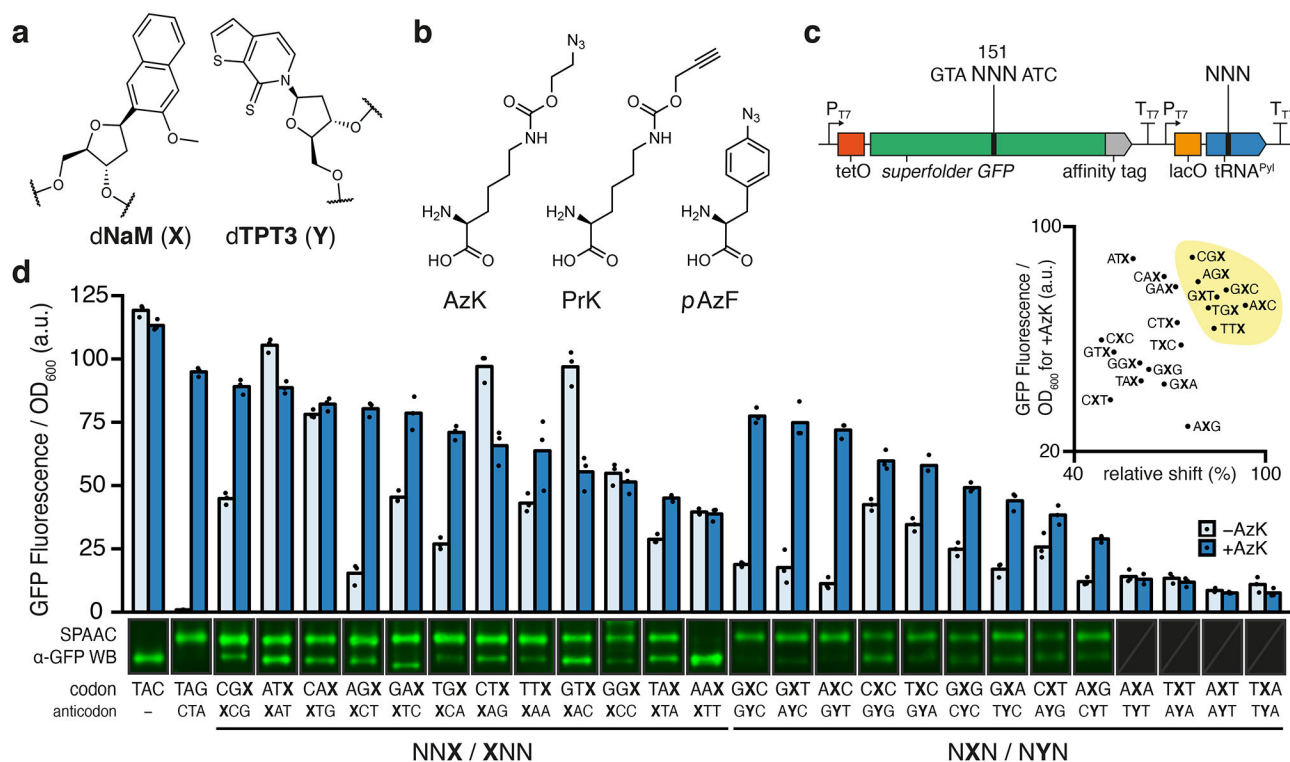 a
O
O
O
O
S
N
S
O
O
O
dNaM (X)
dTPT3 (Y)
b
N3
O
O
NH
H2N
HO
O
AzK
O
O
NH
H2N
HO
O
PrK
N3
H2N
HO
O
pAzF
c
151
GTA NNN ATC
NNN
PT7
TT7
PT7
TT7
tetO
superfolder GFP
affinity tag
lacO
tRNAPyl
GFP Fluorescence /
OD600 for +AzK (a.u.)
100
20
40
relative shift (%)
100
ATX
CGX
CAX
AGX
GAX
GXT
GXC
TGX
AXC
CTX
TTX
CXC
TXC
GTX
GGX
GXG
TAX
GXA
CXT
AXG
d
GFP Fluorescence / OD600 (a.u.)
125
100
75
50
25
0
−AzK
+AzK
SPAAC
α-GFP WB
codon TAC TAG CGX ATX CAX AGX GAX TGX CTX TTX GTX GGX TAX AAX GXC GXT AXC CXC TXC GXG GXA CXT AXG AXA TXT AXT TXA
anticodon – CTA XCG XAT XTG XCT XTC XCA XAG XAA XAC XCC XTA XTT GYC AYC GYT GYG GYA CYC TYC AYG CYT TYT AYA AYT TYA
NNX / XNN
NXN / NYN